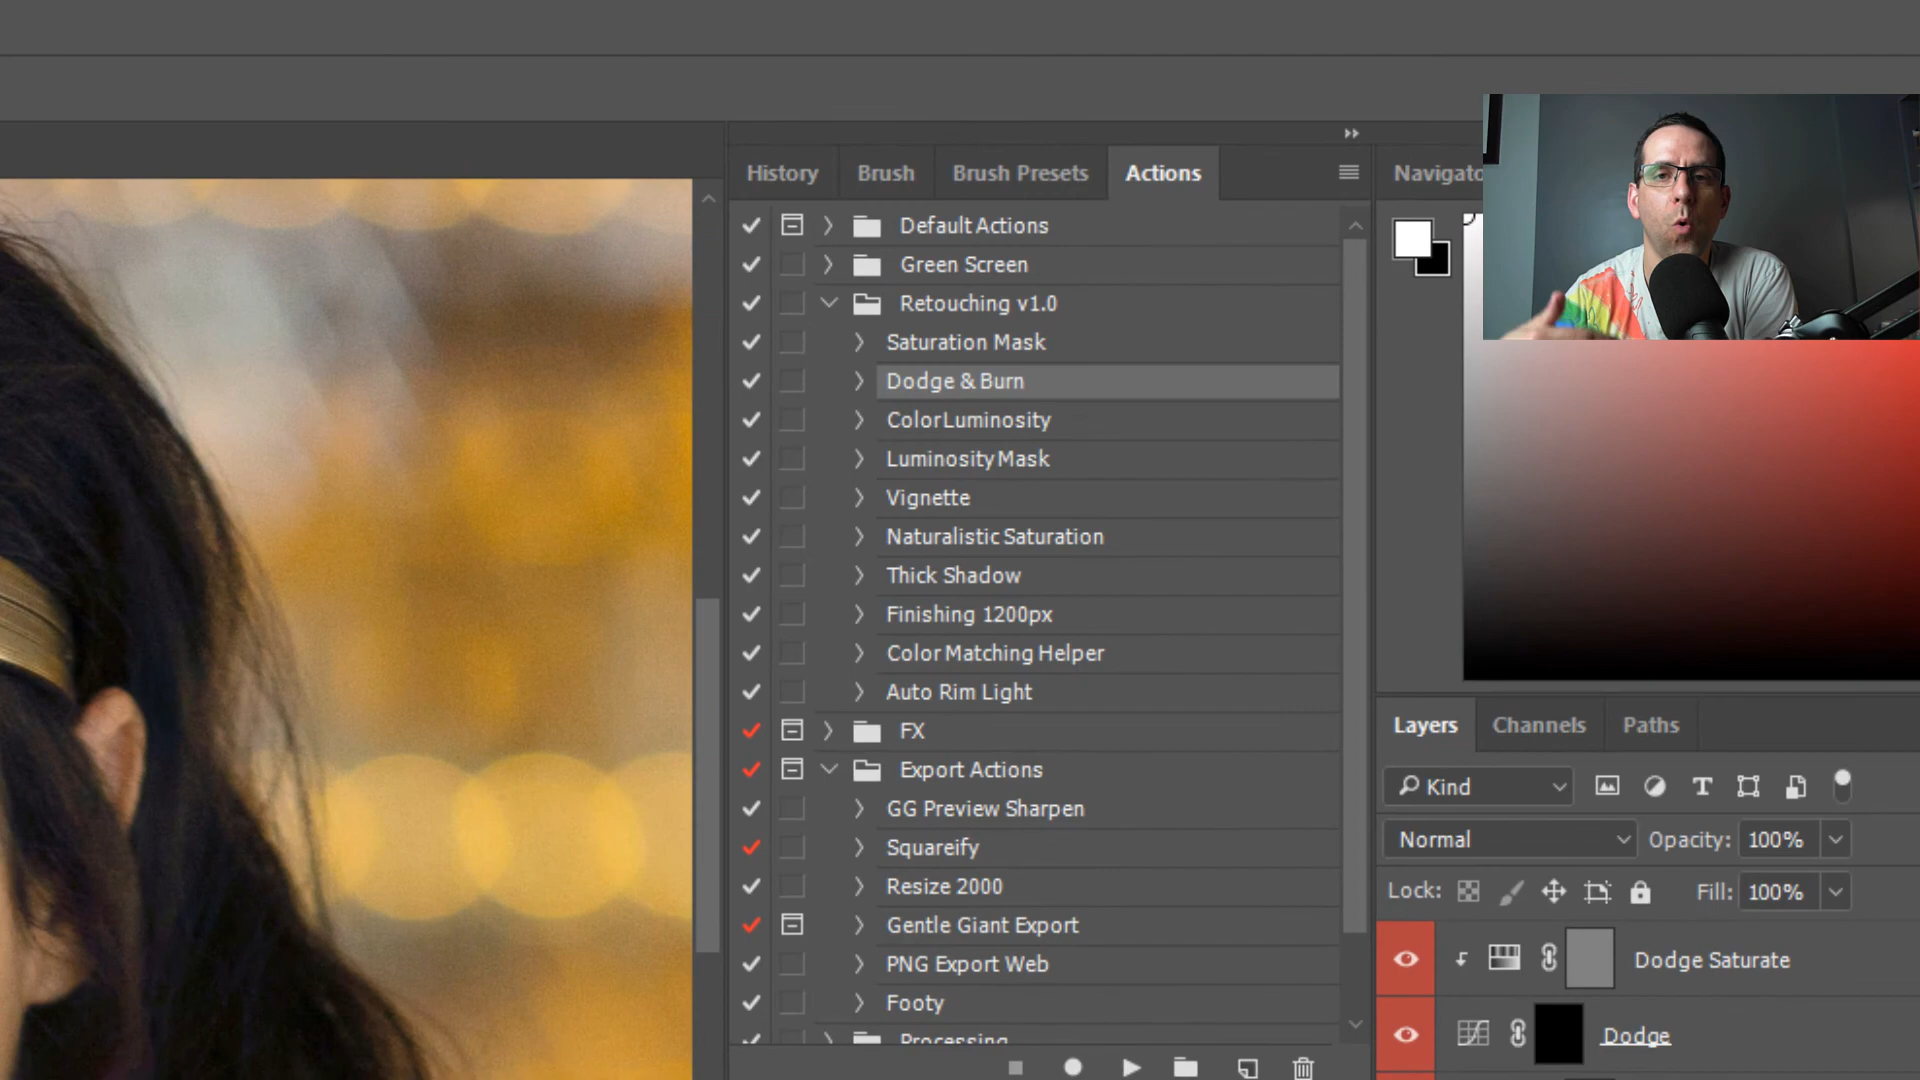 History Brush Brush Presets Actions
Default Actions
Green Screen
Retouching v1.0
Saturation Mask
Dodge & Burn
Color Luminosity
Luminosity Mask
Vignette
Naturalistic Saturation
Thick Shadow
Finishing 1200px
Color Matching Helper
Auto Rim Light
FX
Export Actions
GG Preview Sharpen
Squareify
Resize 2000
Gentle Giant Export
PNG Export Web
Footy
Processing
Navigato
Layers Channels Paths
Kind
Normal Opacity: 100%
Lock: Fill: 100%
Dodge Saturate
Dodge